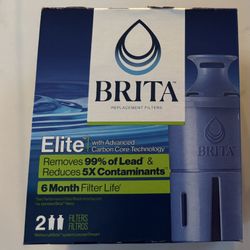 BRITA
REPLACEMENT FILTERS
Elite
with Advanced
Carbon Core Technology
Removes 99% of Lead &
Reduces 5X Contaminants
6 Month Filter Life
2 FILTERS
FILTROS
BRITA